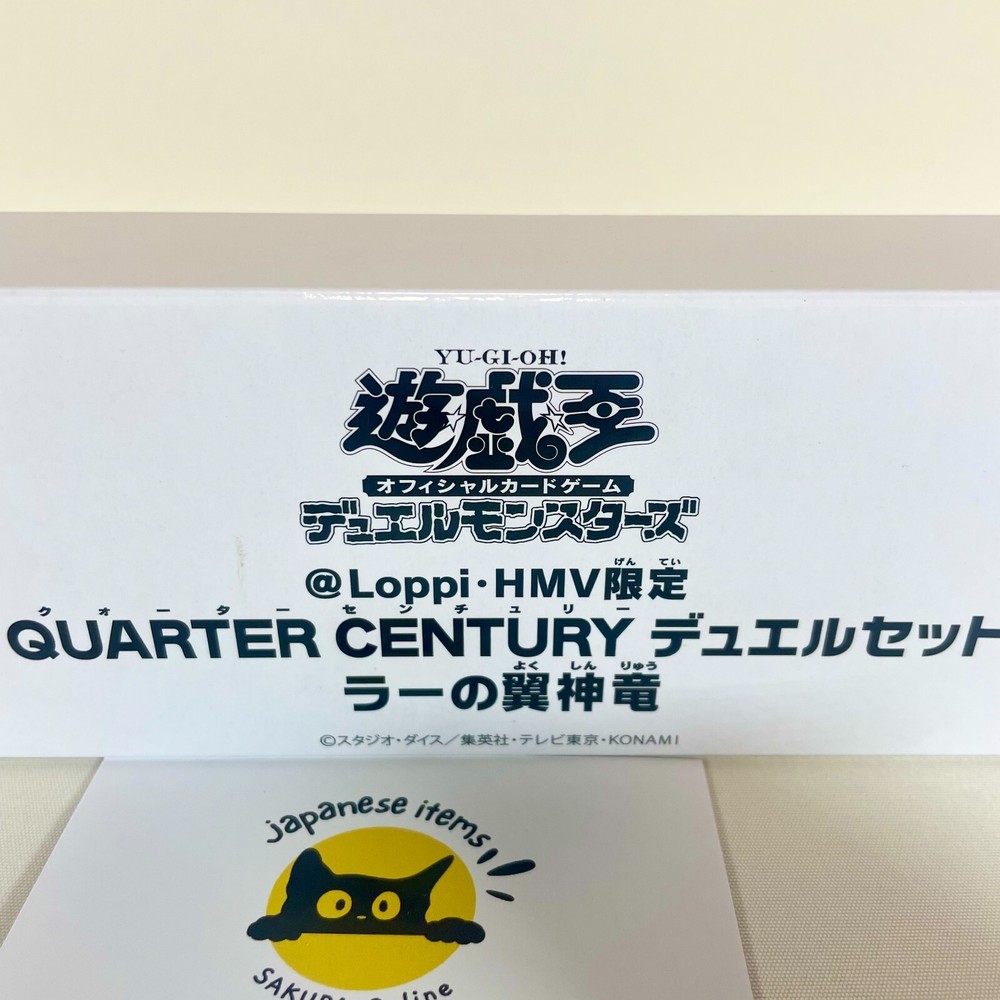 YU-GI-OH!
遊☆戯☆王
オフィシャルカードゲーム
デュエルモンスターズ
げん てい
@Loppi・HMV限定
クォーターセンチュリー
QUARTER CENTURY デュエルセット
よく しん りゅう
ラーの翼神竜
©スタジオ・ダイス／集英社・テレビ東京・KONAMI
japanese items